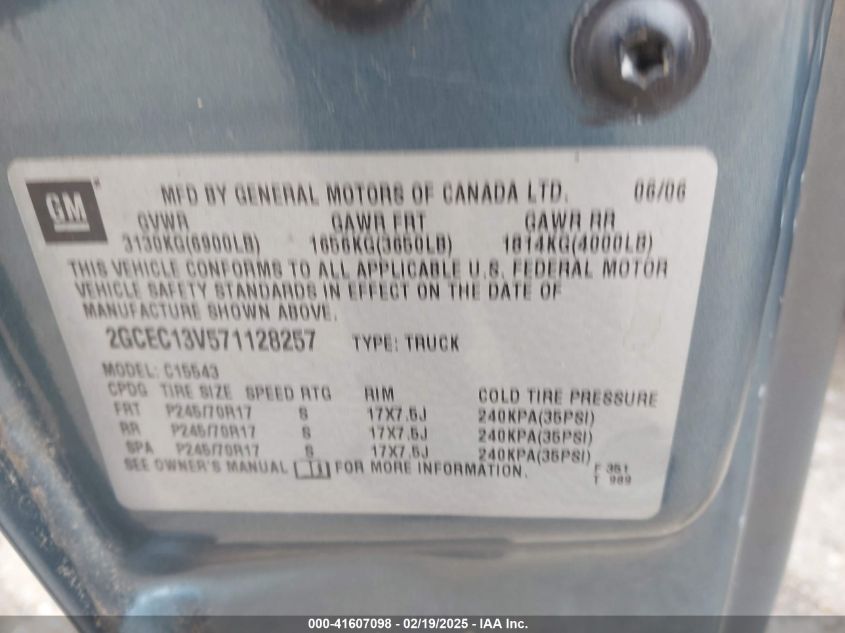 GM
MFD BY GENERAL MOTORS OF CANADA LTD. 06/06
GVWR GAWR FRT GAWR RR
3130KG(6900LB) 1656KG(3650LB) 1814KG(4000LB)
THIS VEHICLE CONFORMS TO ALL APPLICABLE U.S. FEDERAL MOTOR
VEHICLE SAFETY STANDARDS IN EFFECT ON THE DATE OF
MANUFACTURE SHOWN ABOVE.
2GCEC13V571128257 TYPE: TRUCK
MODEL: C15543
CPDG TIRE SIZE SPEED RTG RIM COLD TIRE PRESSURE
FRT P245/70R17 S 17X7.5J 240KPA(35PSI)
RR P245/70R17 S 17X7.5J 240KPA(35PSI)
SPA P245/70R17 S 17X7.5J 240KPA(35PSI)
SEE OWNER'S MANUAL FOR MORE INFORMATION.
F 351
T 989
000-41607098 - 02/19/2025 - IAA Inc.